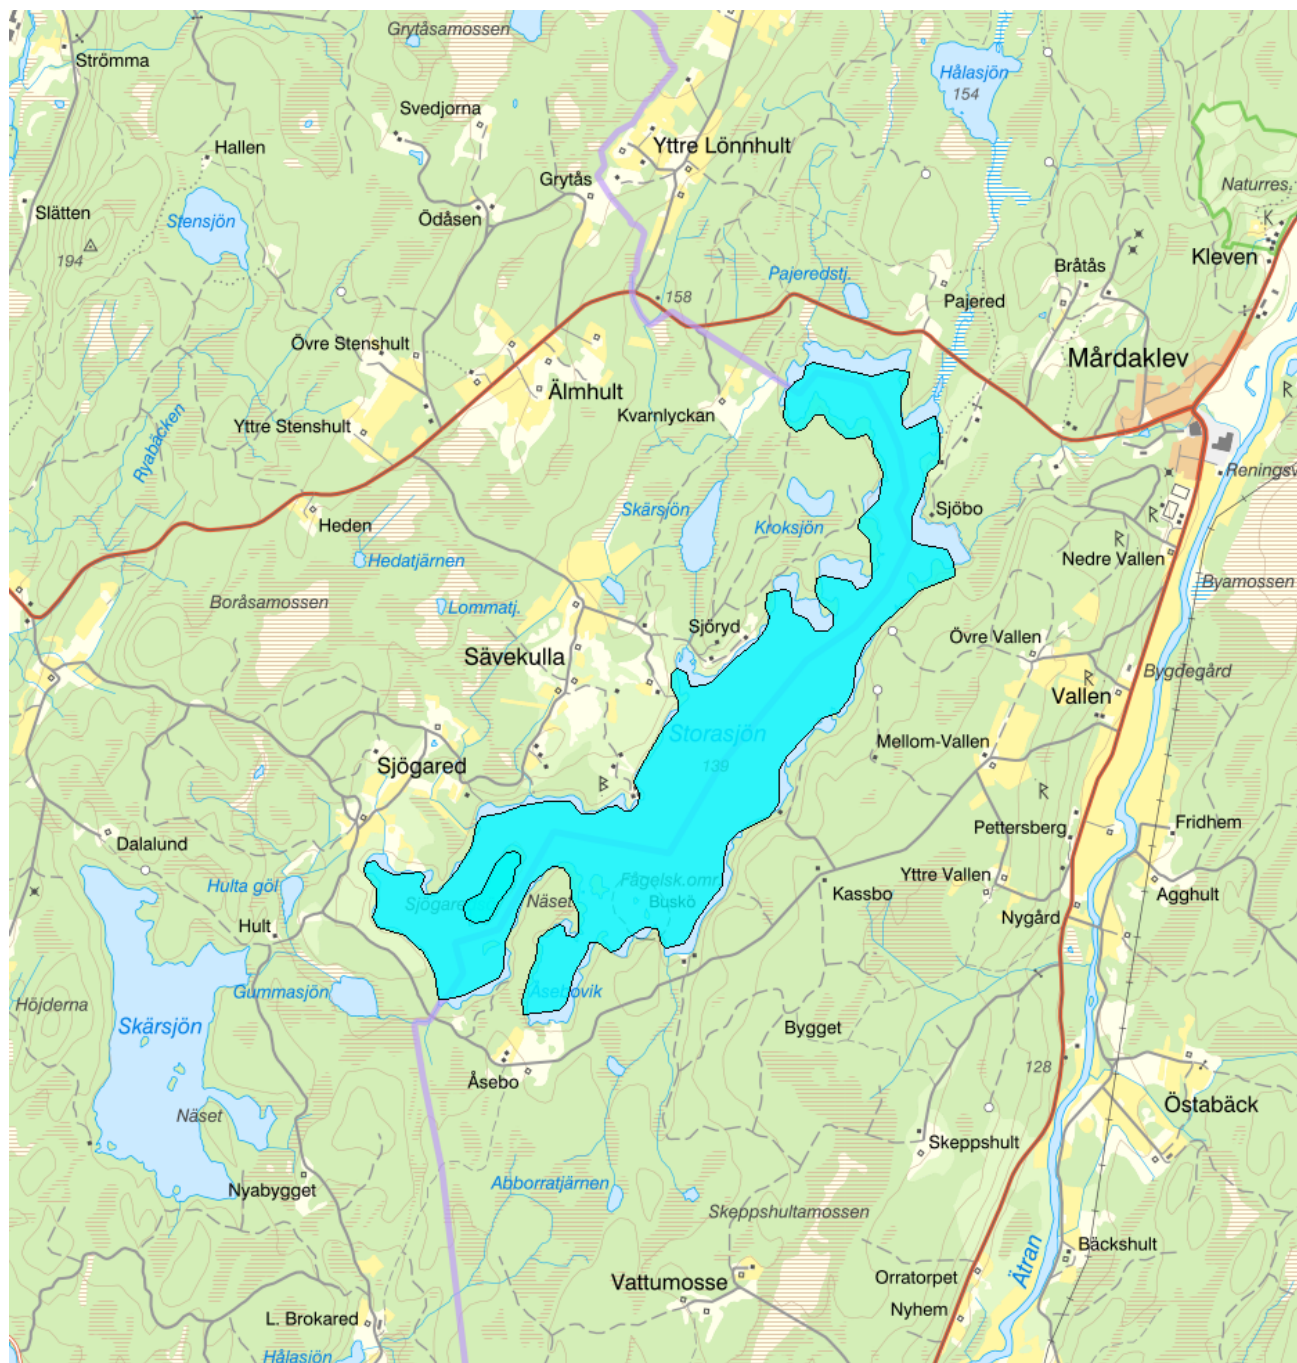 Grytåsamossen
Strömma
Hålasjön
154
Svedjorna
Hallen
Yttre Lönnhult
Grytås
Naturres.
K
Slätten
Stensjön
Ödåsen
194
Kleven
Bråtås
Pajeredstj.
158
Pajered
Övre Stenshult
Mårdaklev
Älmhult
R
Kvarnlyckan
Ryabäcken
Yttre Stenshult
Reningsv
Skärsjön
Kroksjön
Sjöbo
R
Heden
R
Hedatjärnen
Nedre Vallen
Byamossen
Boråsamossen
Lommatj.
Sjöryd
Övre Vallen
Sävekulla
Bygdegård
R
Vallen
Storasjön
Mellom-Vallen
139
Sjögared
B
R
Fridhem
Pettersberg
Dalalund
Hulta göl
Fågelsk.omr
Yttre Vallen
Agghult
Kassbo
Näset
Buskö
Nygård
Hult
Gummasjön
Åsebovik
Höjderna
Skärsjön
Bygget
128
Åsebo
Östabäck
Näset
Skeppshult
Abborratjärnen
Nyabygget
Skeppshultamossen
Bäckshult
Ätran
Orratorpet
Vattumosse
Nyhem
L. Brokared
Hålasjön